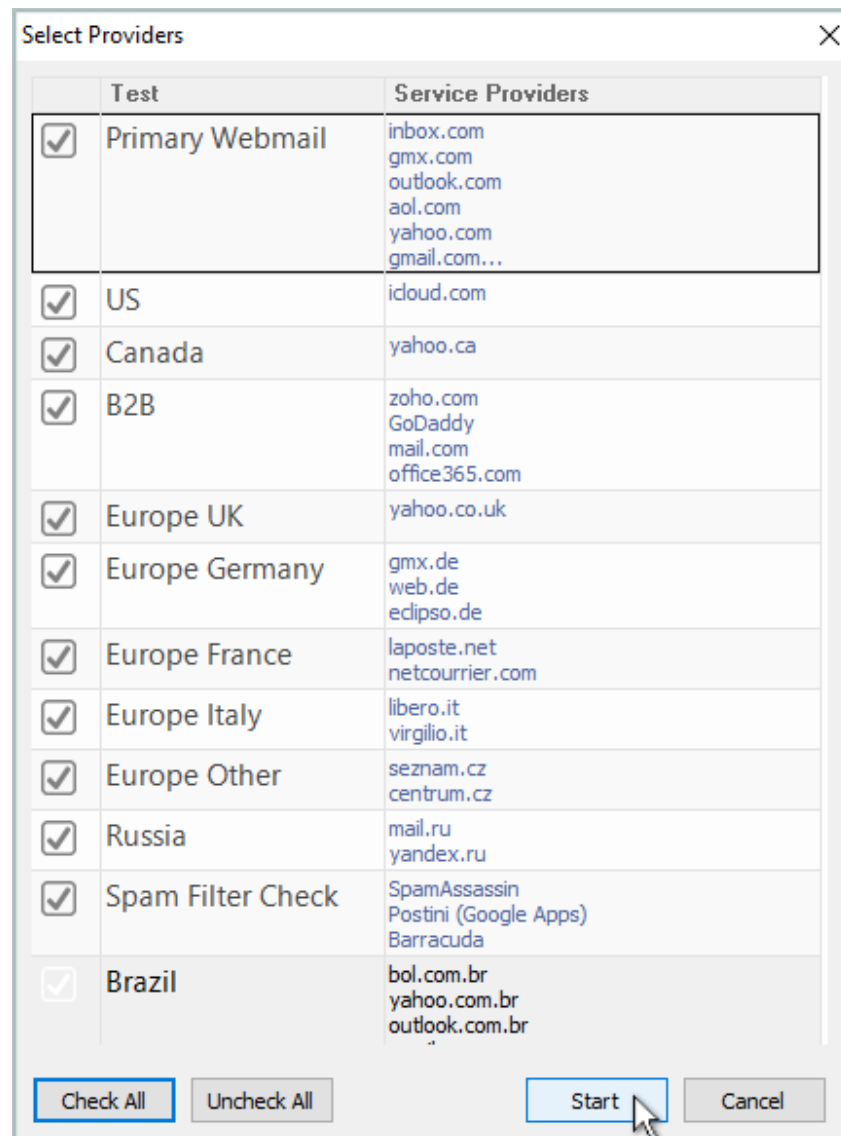 Select Providers
Test Service Providers
Primary Webmail inbox.com
gmx.com
outlook.com
aol.com
yahoo.com
gmail.com...
US icloud.com
Canada yahoo.ca
B2B zoho.com
GoDaddy
mail.com
office365.com
Europe UK yahoo.co.uk
Europe Germany gmx.de
web.de
eclipso.de
Europe France laposte.net
netcourrier.com
Europe Italy libero.it
virgilio.it
Europe Other seznam.cz
centrum.cz
Russia mail.ru
yandex.ru
Spam Filter Check SpamAssassin
Postini (Google Apps)
Barracuda
Brazil bol.com.br
yahoo.com.br
outlook.com.br
Check All Uncheck All Start Cancel